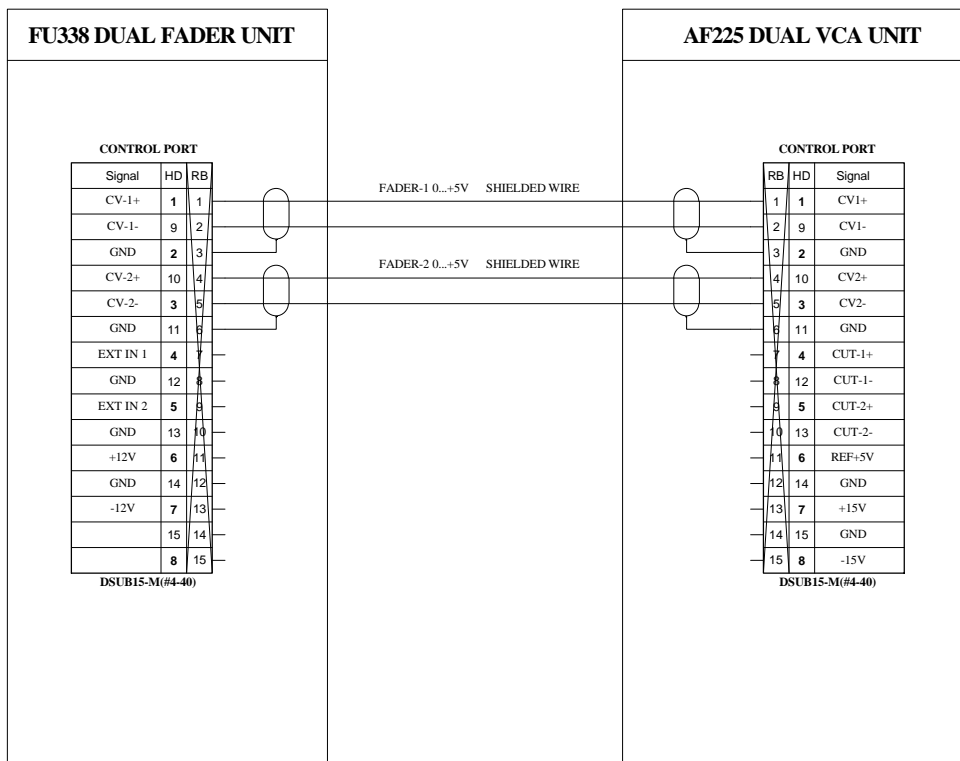 FU338 DUAL FADER UNIT
AF225 DUAL VCA UNIT
CONTROL PORT
Signal HD RB
CV-1+ 1 1
CV-1- 9 2
GND 2 3
CV-2+ 10 4
CV-2- 3 5
GND 11 6
EXT IN 1 4 7
GND 12 8
EXT IN 2 5 9
GND 13 10
+12V 6 11
GND 14 12
-12V 7 13
15 14
8 15
DSUB15-M(#4-40)
FADER-1 0...+5V SHIELDED WIRE
FADER-2 0...+5V SHIELDED WIRE
CONTROL PORT
RB HD Signal
1 1 CV1+
2 9 CV1-
3 2 GND
4 10 CV2+
5 3 CV2-
6 11 GND
7 4 CUT-1+
8 12 CUT-1-
9 5 CUT-2+
10 13 CUT-2-
11 6 REF+5V
12 14 GND
13 7 +15V
14 15 GND
15 8 -15V
DSUB15-M(#4-40)